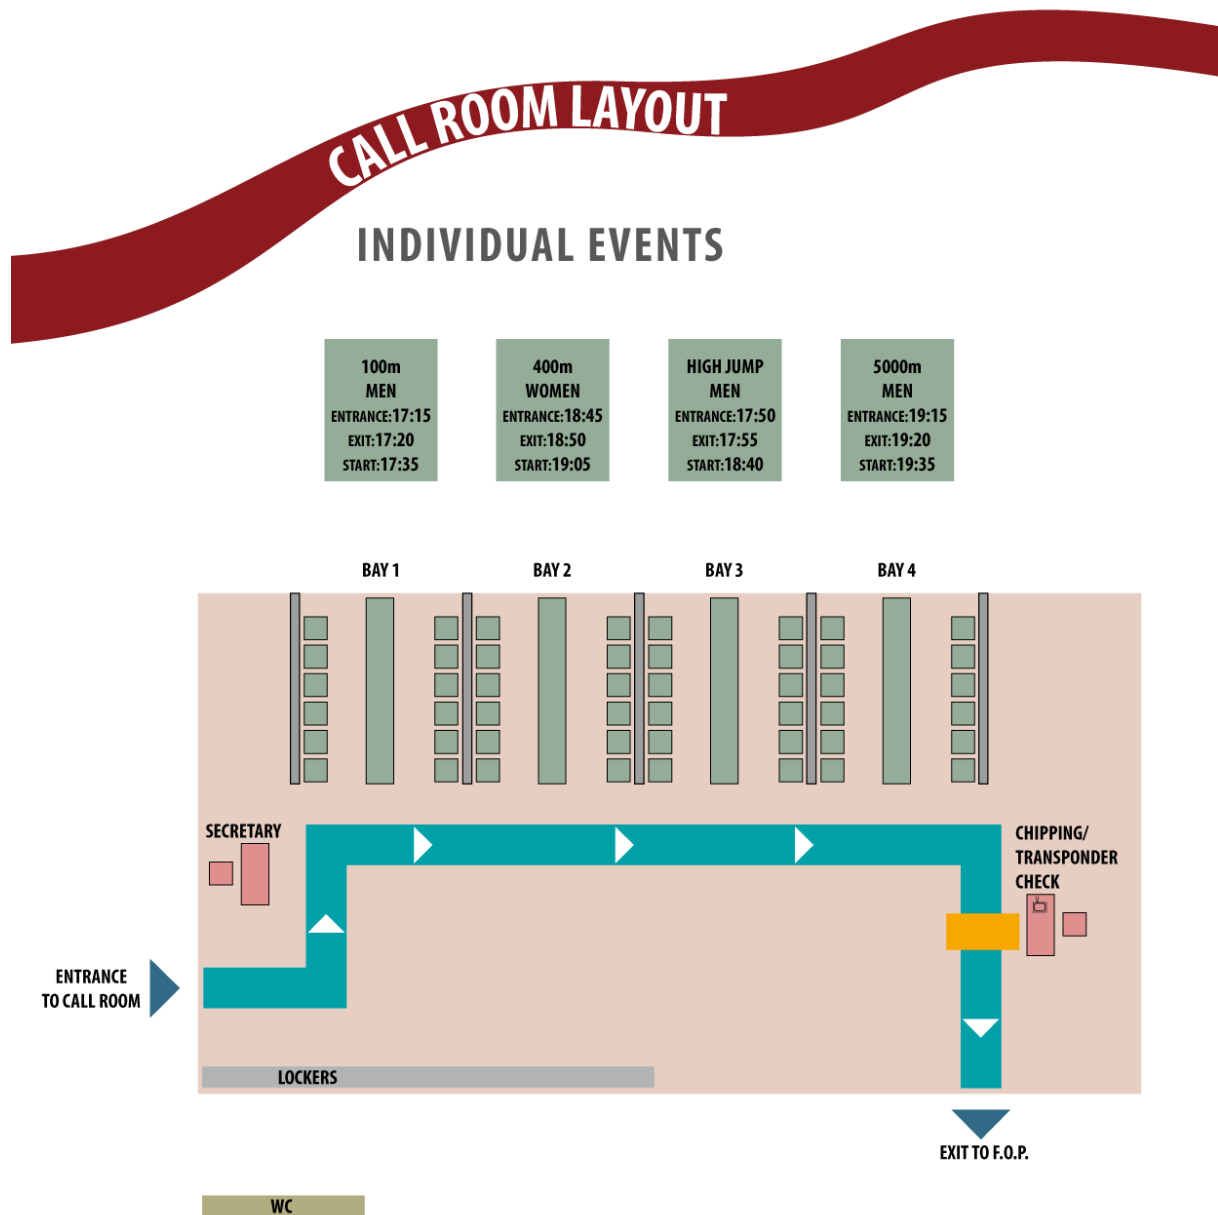 CALL ROOM LAYOUT
INDIVIDUAL EVENTS
100m
MEN
ENTRANCE:17:15
EXIT:17:20
START:17:35
400m
WOMEN
ENTRANCE:18:45
EXIT:18:50
START:19:05
HIGH JUMP
MEN
ENTRANCE:17:50
EXIT:17:55
START:18:40
5000m
MEN
ENTRANCE:19:15
EXIT:19:20
START:19:35
BAY 1
BAY 2
BAY 3
BAY 4
SECRETARY
CHIPPING/
TRANSPONDER
CHECK
ENTRANCE
TO CALL ROOM
LOCKERS
EXIT TO F.O.P.
WC